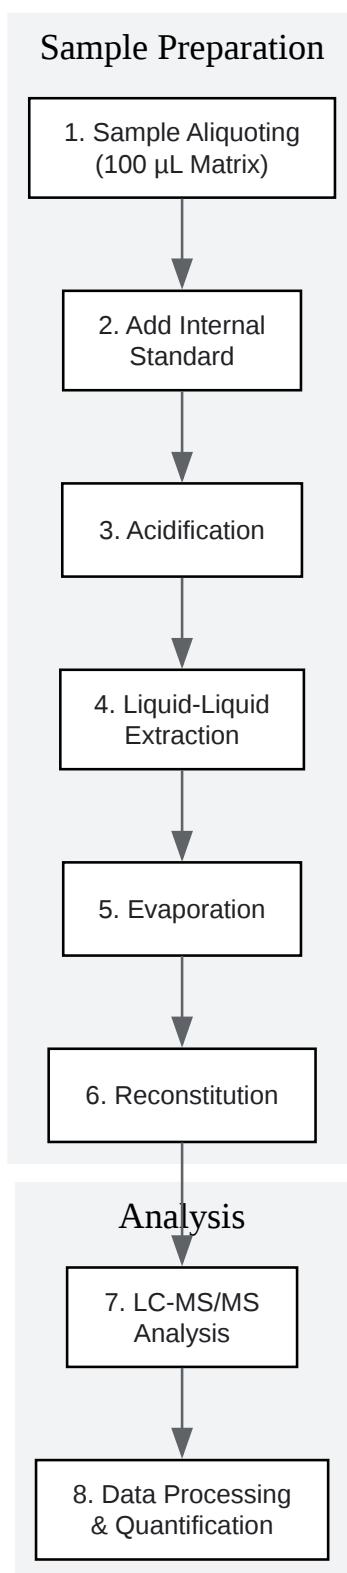 Sample Preparation
1. Sample Aliquoting
(100 µL Matrix)
2. Add Internal
Standard
3. Acidification
4. Liquid-Liquid
Extraction
5. Evaporation
6. Reconstitution
Analysis
7. LC-MS/MS
Analysis
8. Data Processing
& Quantification